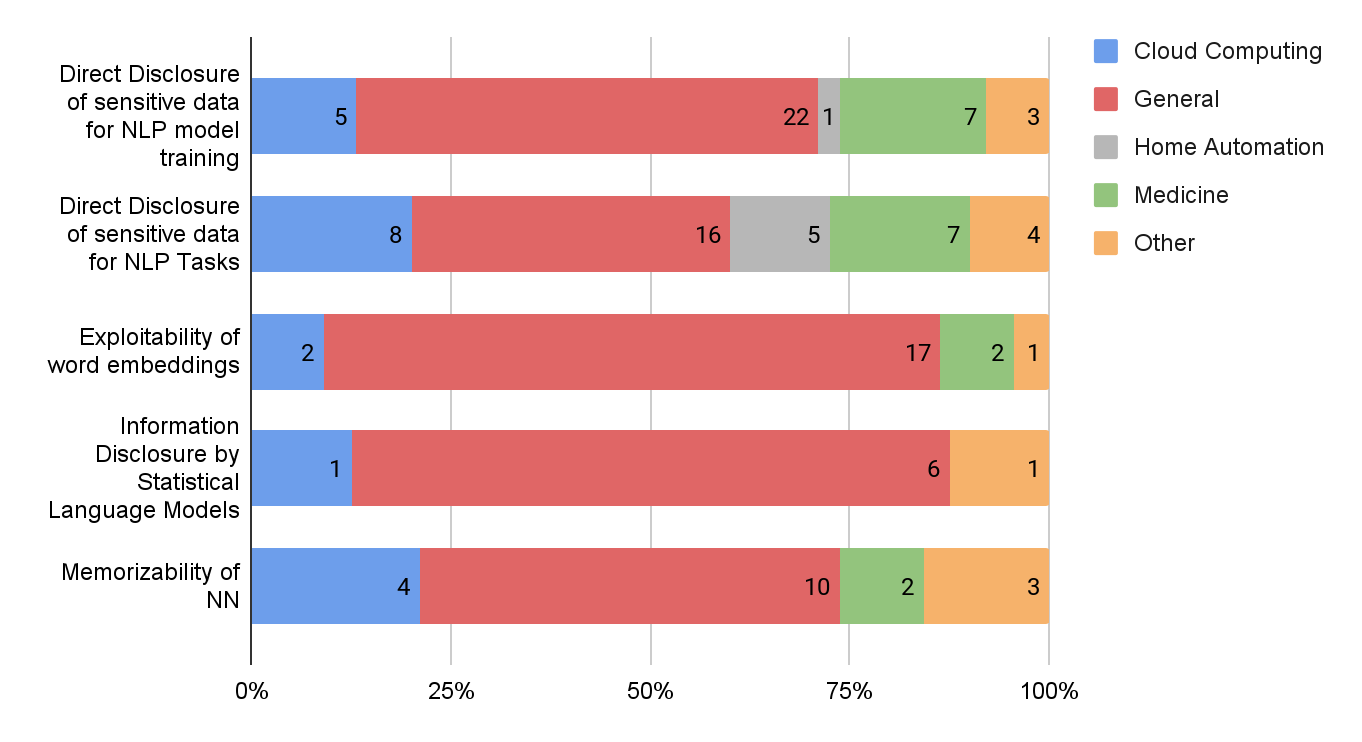 Direct Disclosure
of sensitive data
for NLP model
training
5
22
1
7
3
Direct Disclosure
of sensitive data
for NLP Tasks
8
16
5
7
4
Exploitability of
word embeddings
2
17
2
1
Information
Disclosure by
Statistical
Language Models
1
6
1
Memorizability of
NN
4
10
2
3
0%
25%
50%
75%
100%
Cloud Computing
General
Home Automation
Medicine
Other